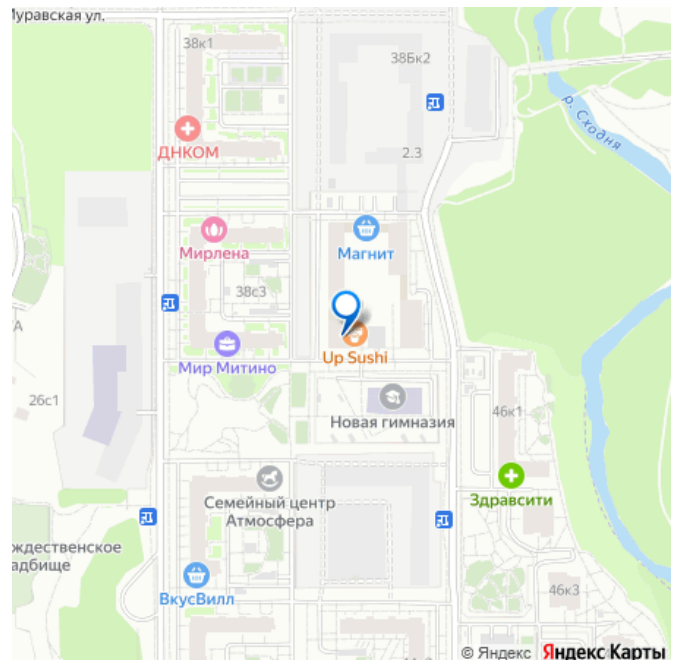 Муравская ул.
38к1
38Бк2
р. Сходня
ДНКОМ
2.3
Мирлена
Магнит
38с3
Up Sushi
Мир Митино
26с1
Новая гимназия
46к1
Семейный центр
Атмосфера
Здравсити
ждественское
адбище
ВкусВилл
46к3
© Яндекс Яндекс Карты